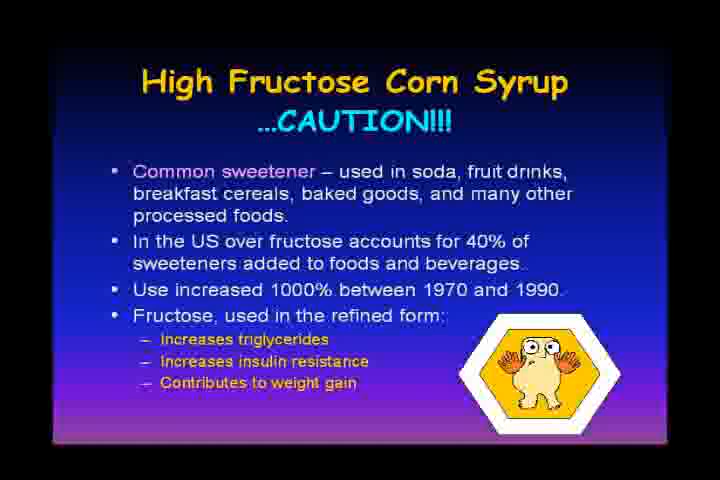 High Fructose Corn Syrup
...CAUTION!!!
• Common sweetener – used in soda, fruit drinks,
breakfast cereals, baked goods, and many other
processed foods.
• In the US over fructose accounts for 40% of
sweeteners added to foods and beverages.
• Use increased 1000% between 1970 and 1990.
• Fructose, used in the refined form:
– Increases triglycerides
– Increases insulin resistance
– Contributes to weight gain